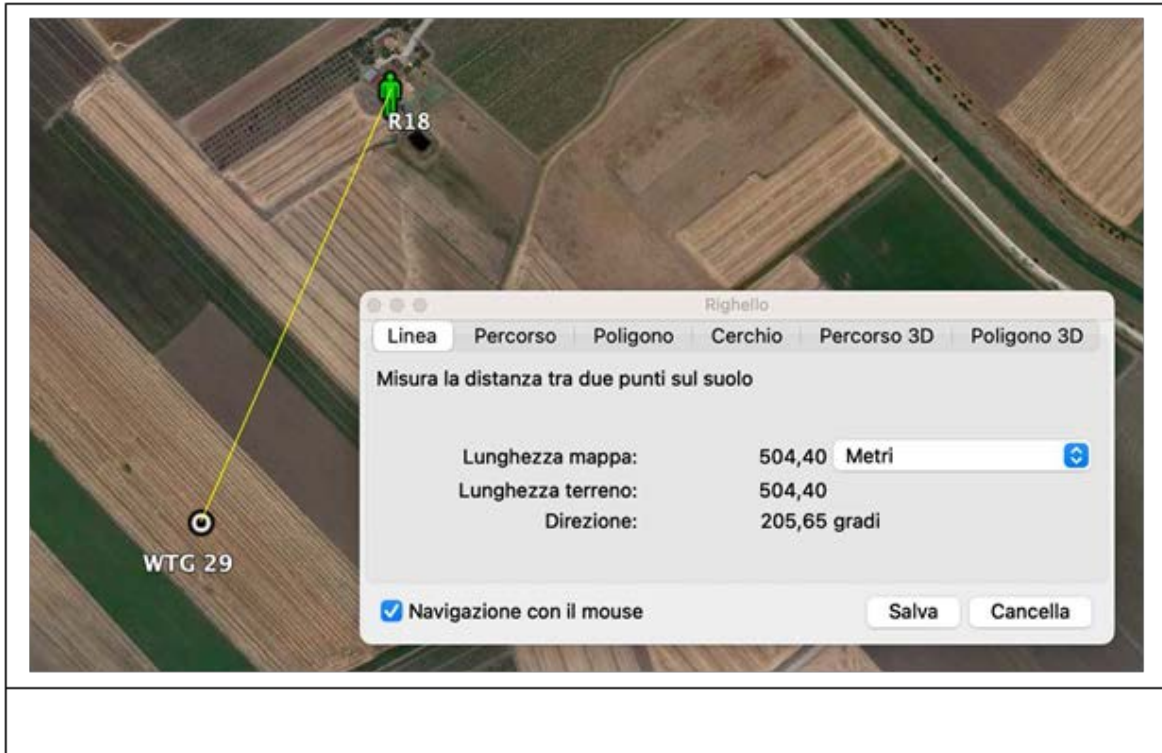 R18
Righello
Linea Percorso Poligono Cerchio Percorso 3D Poligono 3D
Misura la distanza tra due punti sul suolo
Lunghezza mappa: 504,40 Metri
Lunghezza terreno: 504,40
Direzione: 205,65 gradi
WTG 29
Navigazione con il mouse Salva Cancella